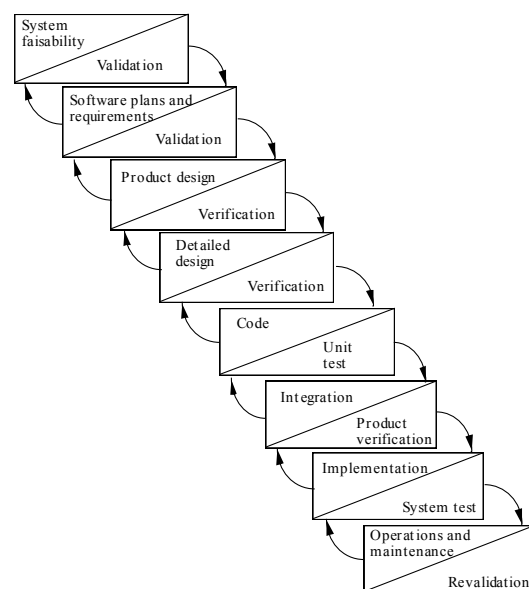 System
faisability
Validation
Software plans and
requirements
Validation
Product design
Verification
Detailed
design
Verification
Code
Unit
test
Integration
Product
verification
Implementation
System test
Operations and
maintenance
Revalidation